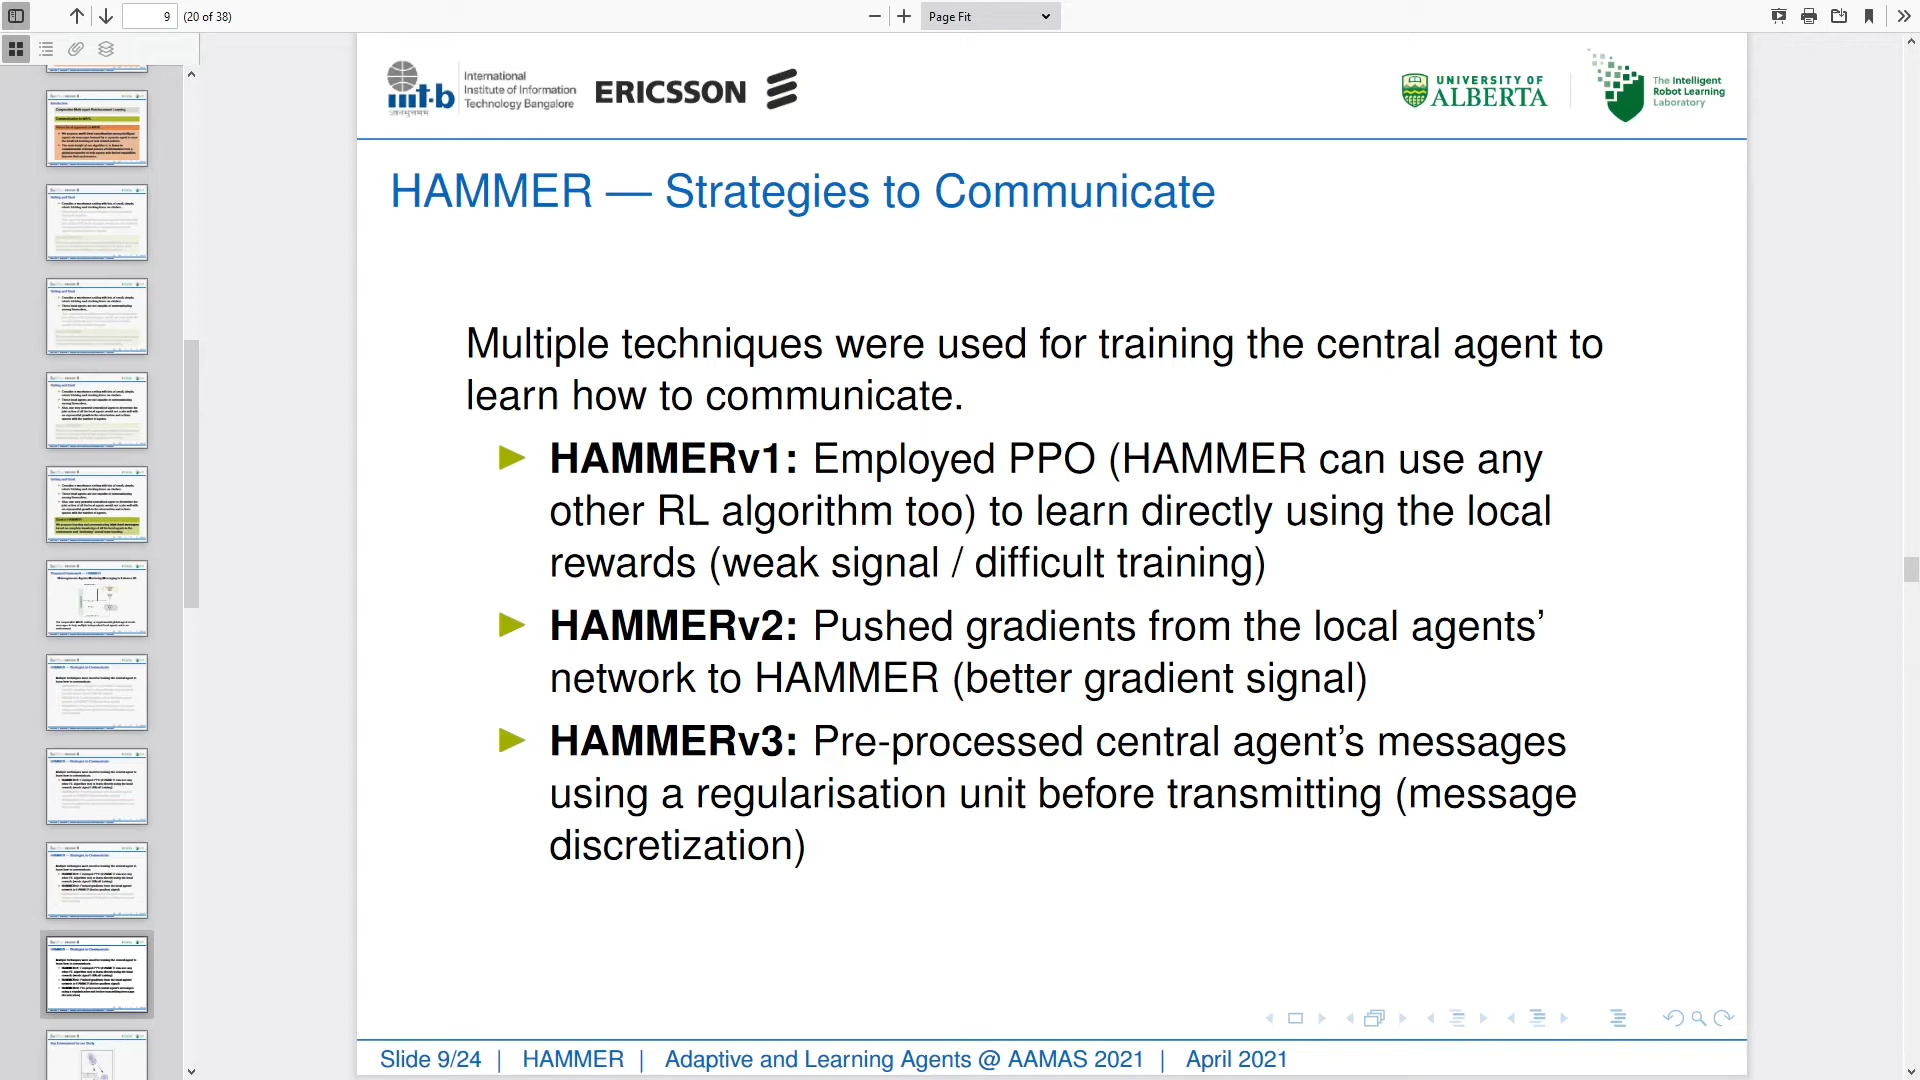 9
(20 of 38)
Page Fit
International
Institute of Information
Technology Bangalore
ERICSSON
UNIVERSITY OF
ALBERTA
The Intelligent
Robot Learning
Laboratory
HAMMER — Strategies to Communicate
Multiple techniques were used for training the central agent to
learn how to communicate.
HAMMERv1: Employed PPO (HAMMER can use any
other RL algorithm too) to learn directly using the local
rewards (weak signal / difficult training)
HAMMERv2: Pushed gradients from the local agents’
network to HAMMER (better gradient signal)
HAMMERv3: Pre-processed central agent’s messages
using a regularisation unit before transmitting (message
discretization)
Slide 9/24 | HAMMER | Adaptive and Learning Agents @ AAMAS 2021 | April 2021